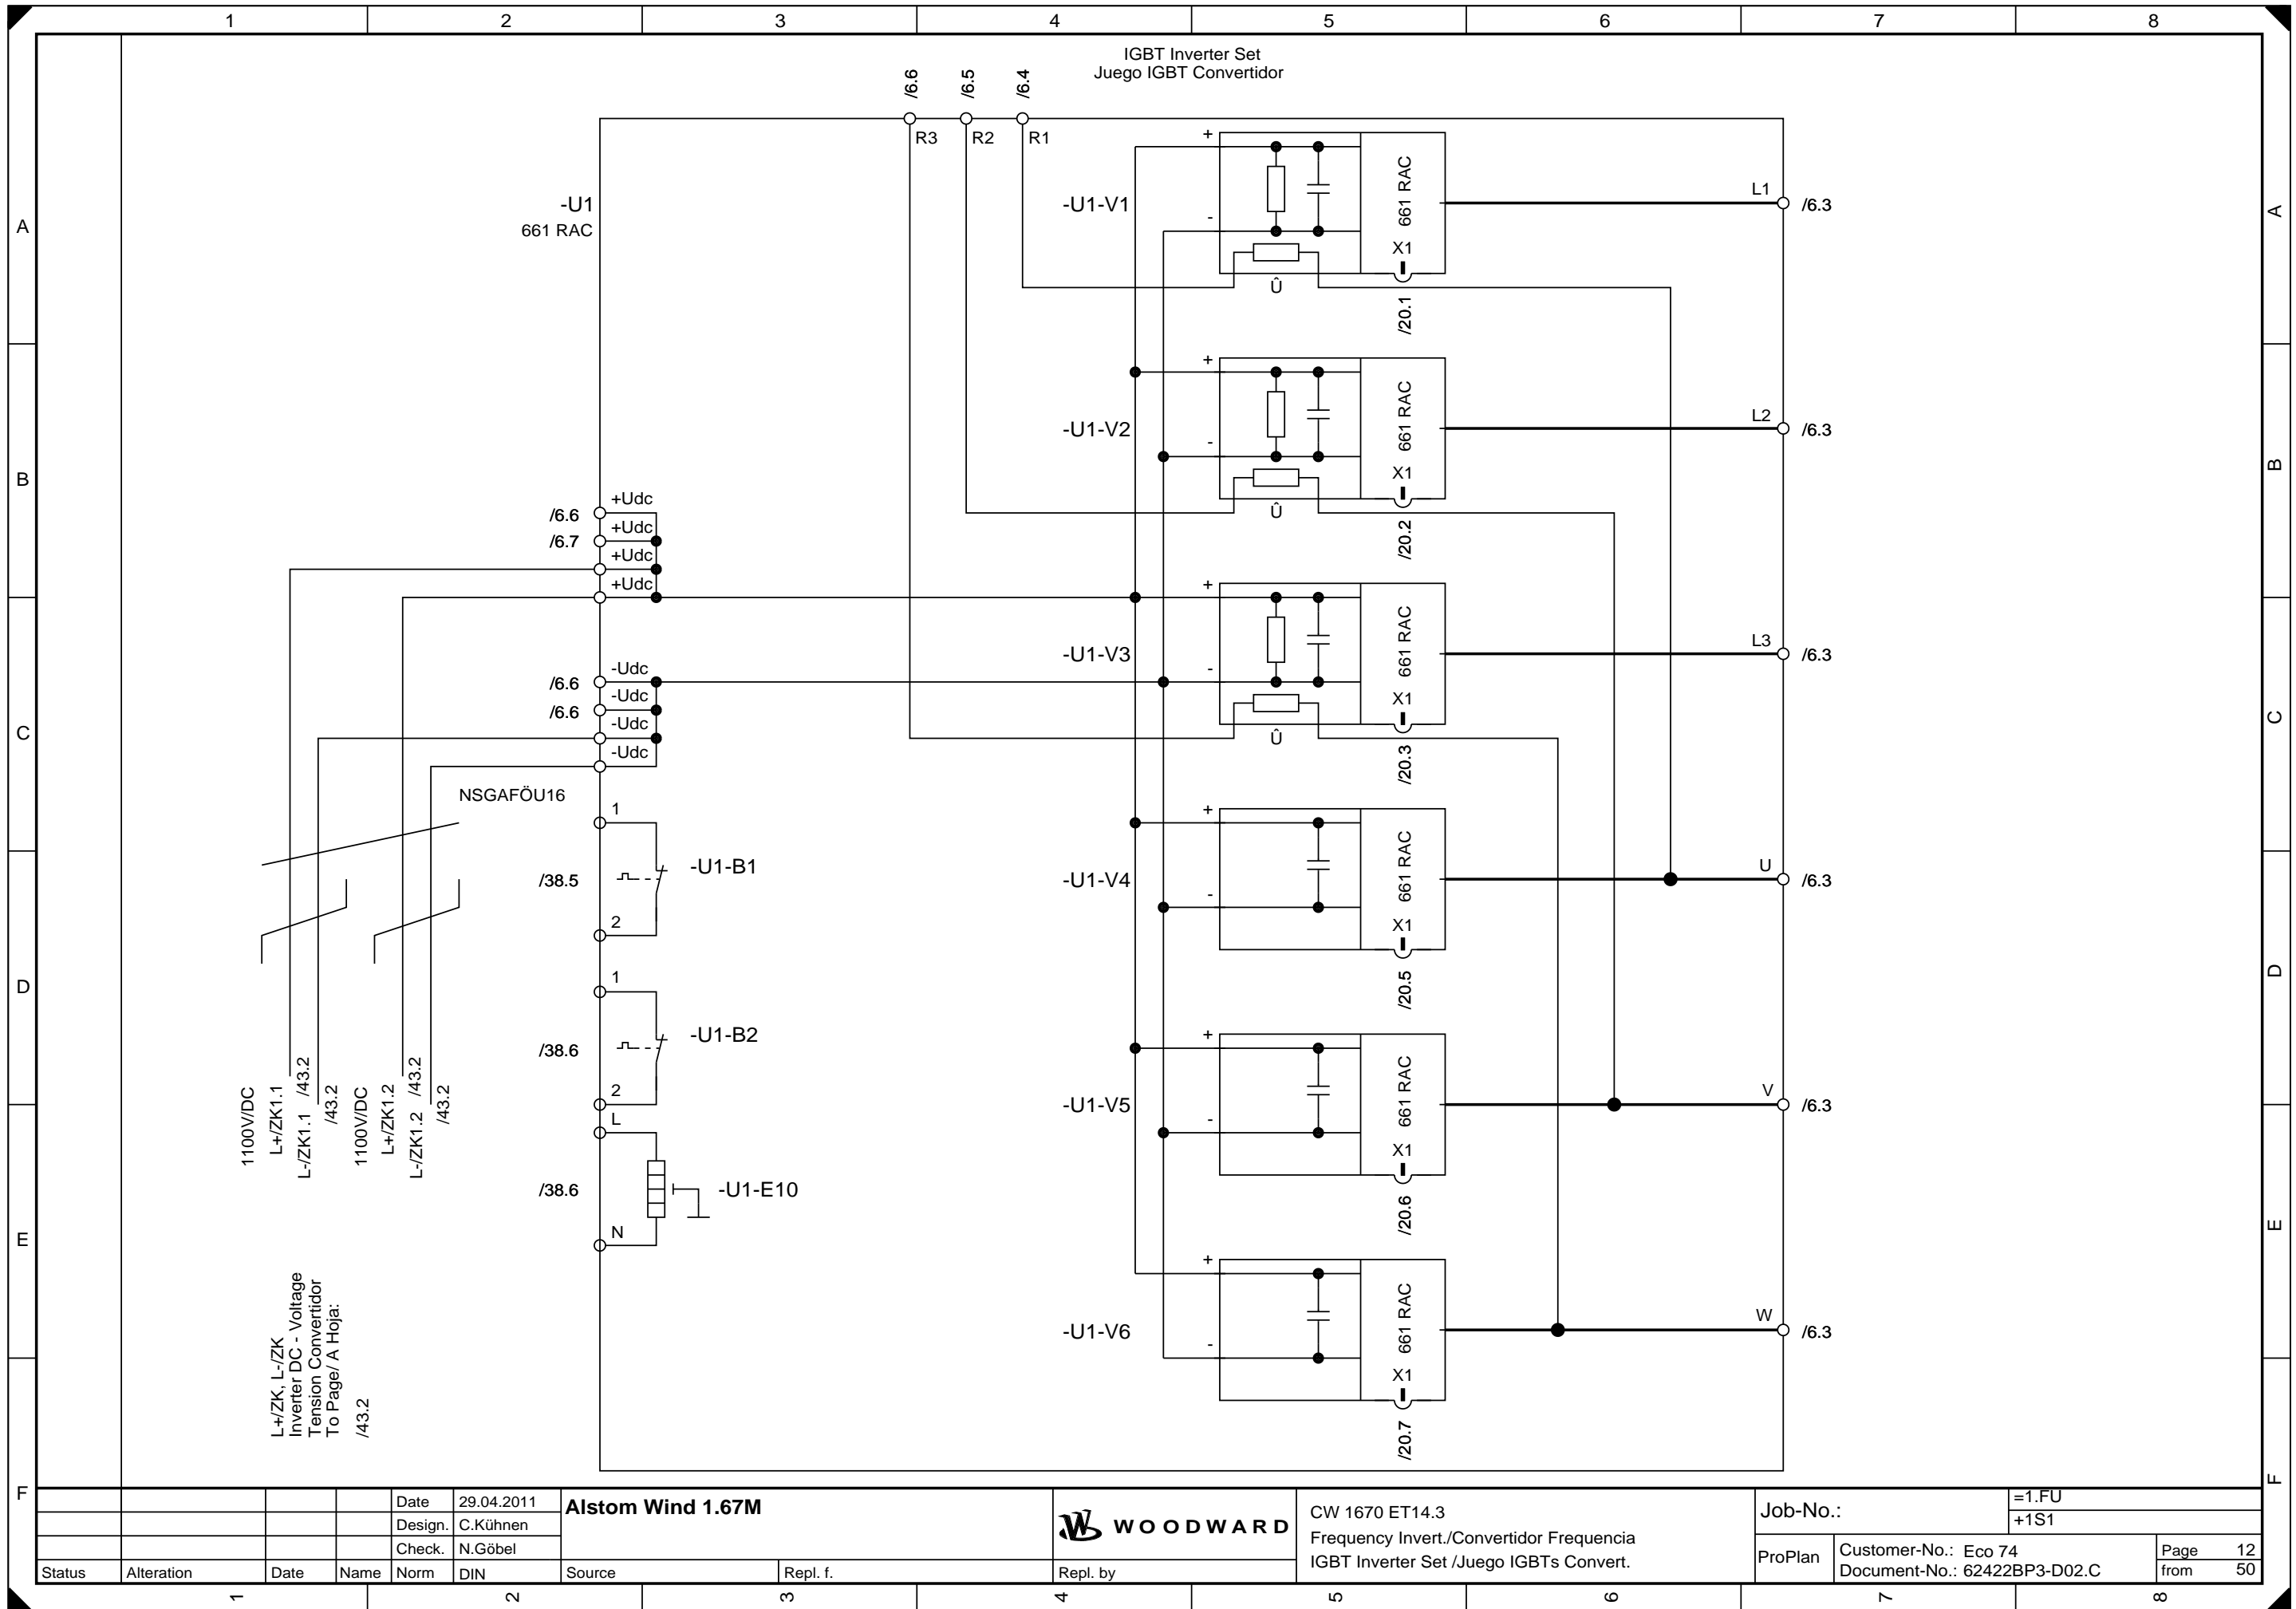 1 2 3 4 5 6 7 8
IGBT Inverter Set
Juego IGBT Convertidor
/6.6 /6.5 /6.4
R3 R2 R1
A A
B B
C C
D D
E E
F F
-U1
661 RAC
-U1-V1
+
-
661 RAC
X1
Û
/20.1
L1
/6.3
-U1-V2
+
-
661 RAC
X1
Û
/20.2
L2
/6.3
+Udc
/6.6
+Udc
/6.7
+Udc
+Udc
-U1-V3
+
-
661 RAC
X1
Û
/20.3
L3
/6.3
-Udc
/6.6
-Udc
/6.6
-Udc
-Udc
NSGAFÖU16
1
-U1-B1
/38.5
2
-U1-V4
+
-
661 RAC
X1
/20.5
U
/6.3
1
-U1-B2
/38.6
2
-U1-V5
+
-
661 RAC
X1
/20.6
V
/6.3
L
/38.6
-U1-E10
N
-U1-V6
+
-
661 RAC
X1
/20.7
W
/6.3
1100V/DC
L+/ZK1.1 /43.2
L-/ZK1.1 /43.2
1100V/DC
L+/ZK1.2 /43.2
L-/ZK1.2 /43.2
L+/ZK, L-/ZK
Inverter DC - Voltage
Tension Convertidor
To Page/ A Hoja:
/43.2
Date 29.04.2011
Design. C.Kühnen
Check. N.Göbel
Status Alteration Date Name Norm DIN
Alstom Wind 1.67M
Source Repl. f. Repl. by
W WOODWARD
CW 1670 ET14.3
Frequency Invert./Convertidor Frequencia
IGBT Inverter Set /Juego IGBTs Convert.
Job-No.:
=1.FU
+1S1
ProPlan
Customer-No.: Eco 74
Document-No.: 62422BP3-D02.C
Page 12
from 50
1 2 3 4 5 6 7 8